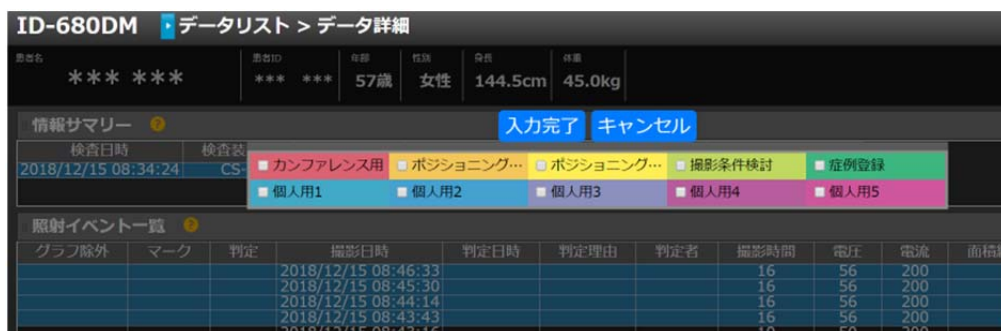 ID-680DM データリスト > データ詳細
患者名 患者ID 年齢 性別 身長 体重
*** *** *** *** 57歳 女性 144.5cm 45.0kg
情報サマリー ?
入力完了 キャンセル
検査日時 検査装
2018/12/15 08:34:24 CS-
カンファレンス用 ポジショニング… ポジショニング… 撮影条件検討 症例登録
個人用1 個人用2 個人用3 個人用4 個人用5
照射イベント一覧 ?
グラフ除外 マーク 判定 撮影日時 判定日時 判定理由 判定者 撮影時間 電圧 電流 面積
2018/12/15 08:46:33 16 56 200
2018/12/15 08:45:30 16 56 200
2018/12/15 08:44:14 16 56 200
2018/12/15 08:43:43 16 56 200